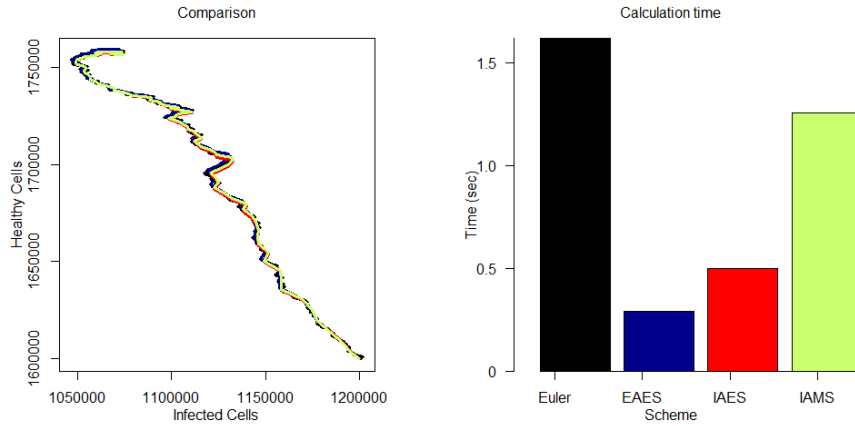 Comparison
Healthy Cells
1750000
1700000
1650000
1600000
1050000 1100000 1150000 1200000
Infected Cells
Calculation time
Time (sec)
1.5
1.0
0.5
0
Euler EAES IAES IAMS
Scheme